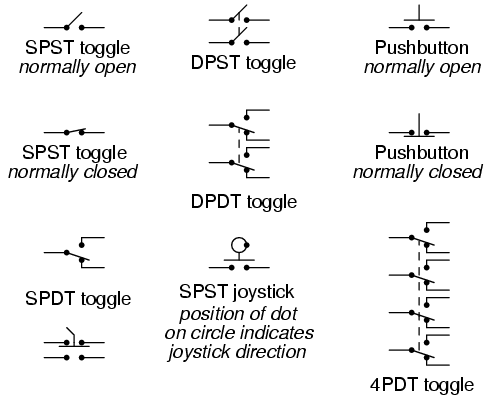 SPST toggle
normally open
DPST toggle
Pushbutton
normally open
SPST toggle
normally closed
DPDT toggle
Pushbutton
normally closed
SPDT toggle
SPST joystick
position of dot
on circle indicates
joystick direction
4PDT toggle